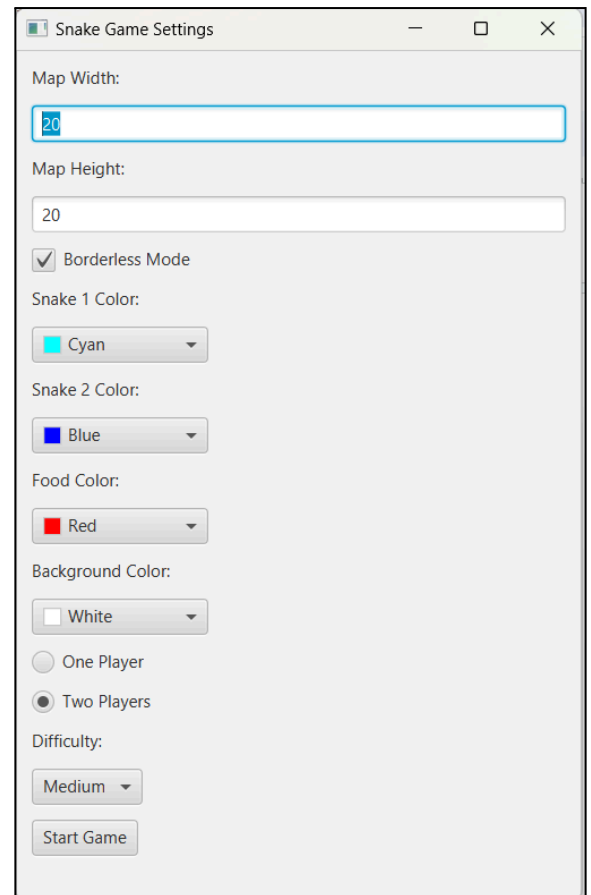 Snake Game Settings
Map Width:
20
Map Height:
20
Borderless Mode
Snake 1 Color:
Cyan
Snake 2 Color:
Blue
Food Color:
Red
Background Color:
White
One Player
Two Players
Difficulty:
Medium
Start Game